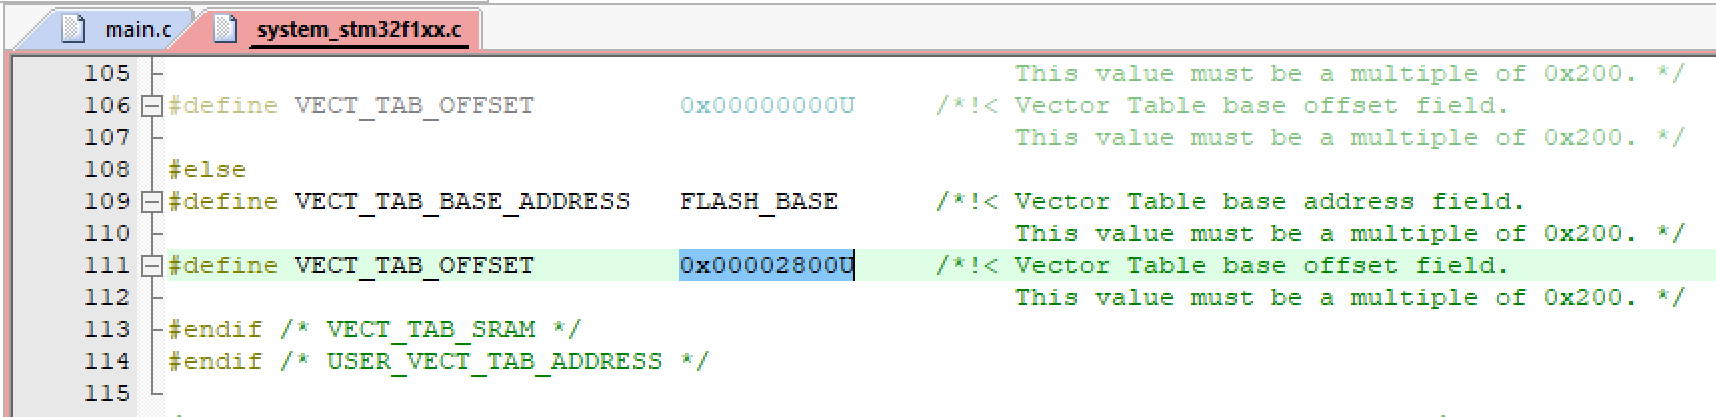 main.c system_stm32f1xx.c
105 This value must be a multiple of 0x200. */
106 #define VECT_TAB_OFFSET 0x00000000U /*!< Vector Table base offset field.
107 This value must be a multiple of 0x200. */
108 #else
109 #define VECT_TAB_BASE_ADDRESS FLASH_BASE /*!< Vector Table base address field.
110 This value must be a multiple of 0x200. */
111 #define VECT_TAB_OFFSET 0x00002800U /*!< Vector Table base offset field.
112 This value must be a multiple of 0x200. */
113 #endif /* VECT_TAB_SRAM */
114 #endif /* USER_VECT_TAB_ADDRESS */
115